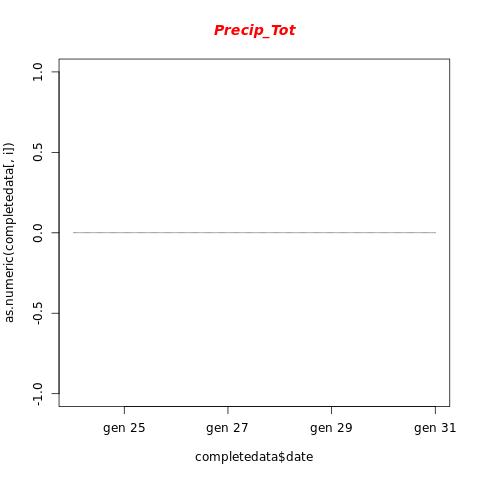 Precip_Tot
as.numeric(completedata[, i])
1.0
0.5
0.0
-0.5
-1.0
gen 25 gen 27 gen 29 gen 31
completedata$date